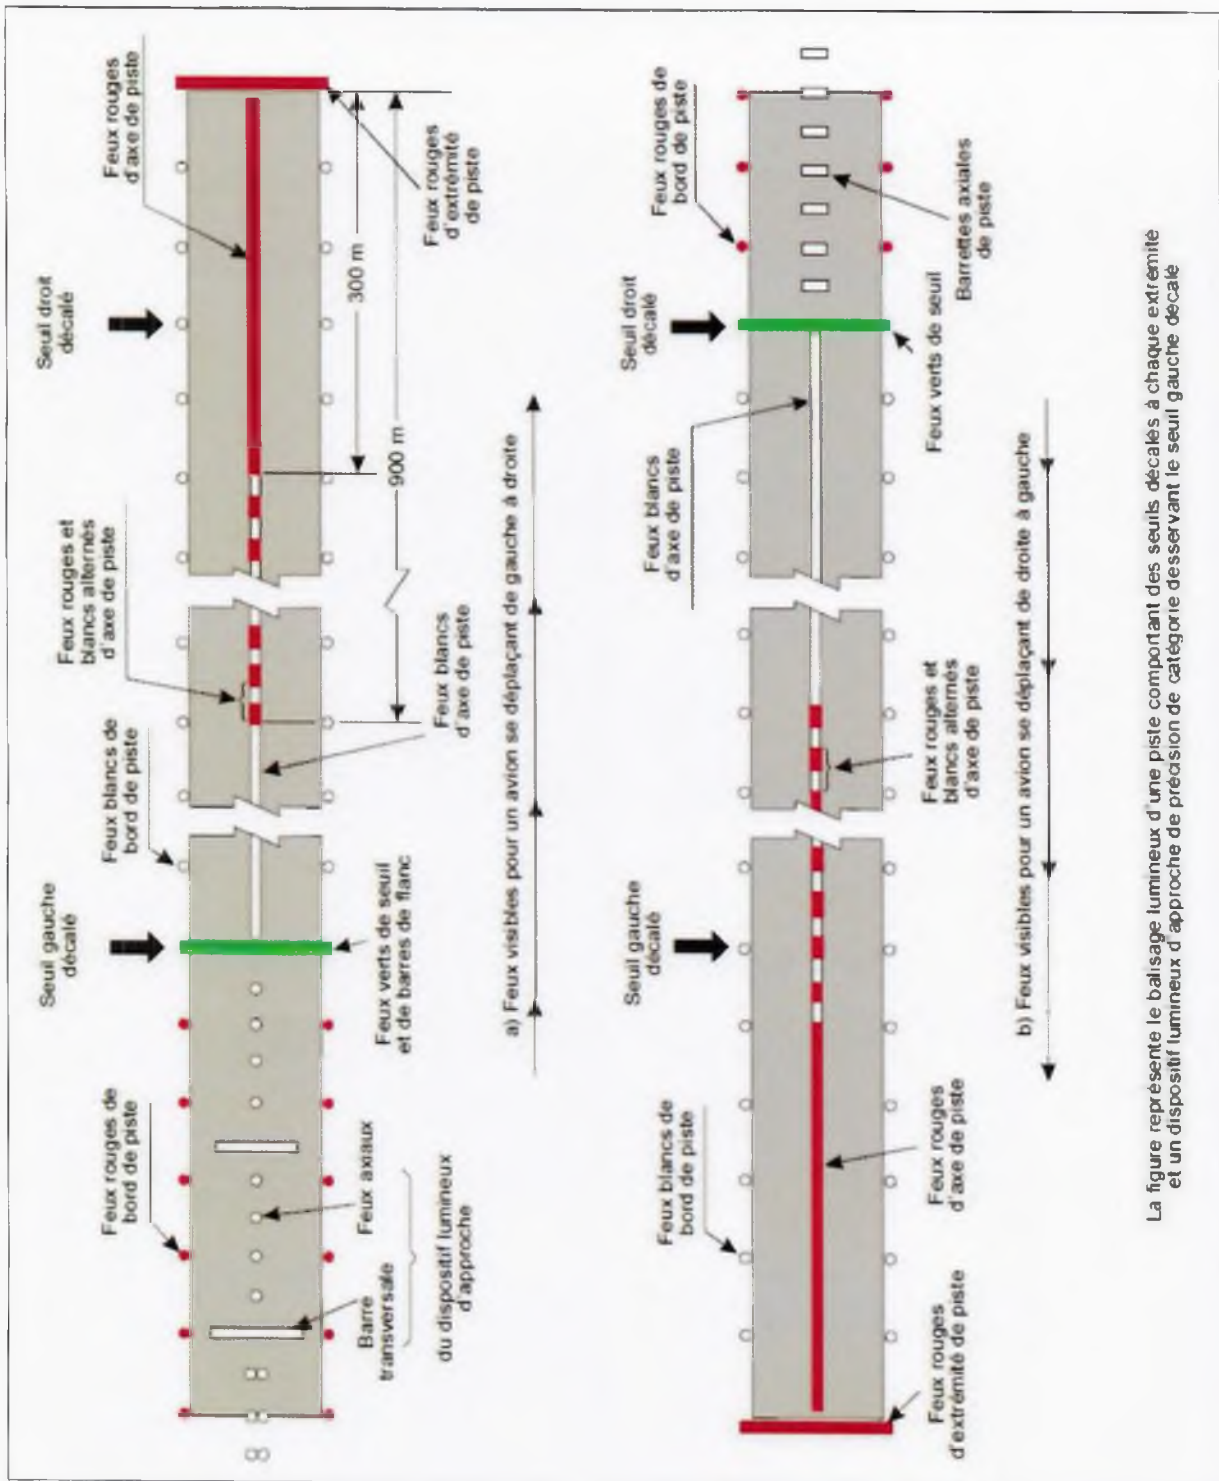 Seuil gauche
décalé
Seuil droit
décalé
Feux rouges de
bord de piste
Feux blancs de
bord de piste
Feux rouges et
blancs alternés
d'axe de piste
Feux rouges
d'axe de piste
Barre
transversale
Feux axiaux
du dispositif lumineux
d'approche
Feux verts de seuil
et de barres de flanc
Feux blancs
d'axe de piste
300 m
900 m
Feux rouges
d'extrémité
de piste
a) Feux visibles pour un avion se déplaçant de gauche à droite
Seuil gauche
décalé
Seuil droit
décalé
Feux blancs de
bord de piste
Feux blancs
d'axe de piste
Feux rouges de
bord de piste
Feux rouges
d'extrémité de piste
Feux rouges
d'axe de piste
Feux rouges et
blancs alternés
d'axe de piste
Feux verts de seuil
Barrettes axiales
de piste
b) Feux visibles pour un avion se déplaçant de droite à gauche
La figure représente le balisage lumineux d'une piste comportant des seuils décalés à chaque extrémité
et un dispositif lumineux d'approche de précision de catégorie desservant le seuil gauche décalé